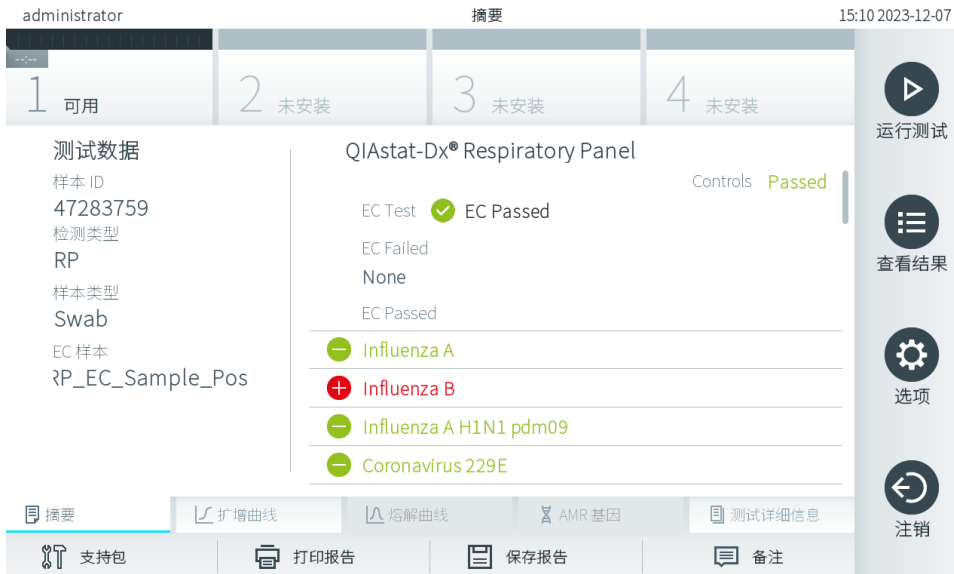 administrator
摘要
15:10 2023-12-07
--:--
1 可用
2 未安装
3 未安装
4 未安装
运行测试
查看结果
选项
注销
测试数据
样本 ID
47283759
检测类型
RP
样本类型
Swab
EC 样本
RP_EC_Sample_Pos
QIAstat-Dx® Respiratory Panel
Controls Passed
EC Test EC Passed
EC Failed
None
EC Passed
Influenza A
Influenza B
Influenza A H1N1 pdm09
Coronavirus 229E
摘要
扩增曲线
熔解曲线
AMR 基因
测试详细信息
支持包
打印报告
保存报告
备注